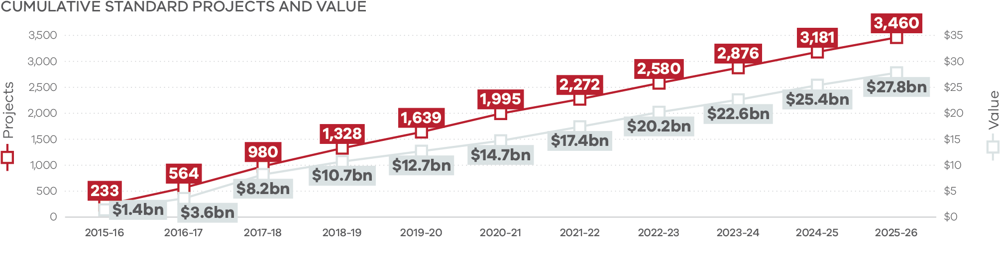 CUMULATIVE STANDARD PROJECTS AND VALUE
3,500
3,000
2,500
2,000
1,500
1,000
500
0
Projects
233
564
980
1,328
1,639
1,995
2,272
2,580
2,876
3,181
3,460
$1.4bn
$3.6bn
$8.2bn
$10.7bn
$12.7bn
$14.7bn
$17.4bn
$20.2bn
$22.6bn
$25.4bn
$27.8bn
$35
$30
$25
$20
$15
$10
$5
$0
Value
2015-16
2016-17
2017-18
2018-19
2019-20
2020-21
2021-22
2022-23
2023-24
2024-25
2025-26